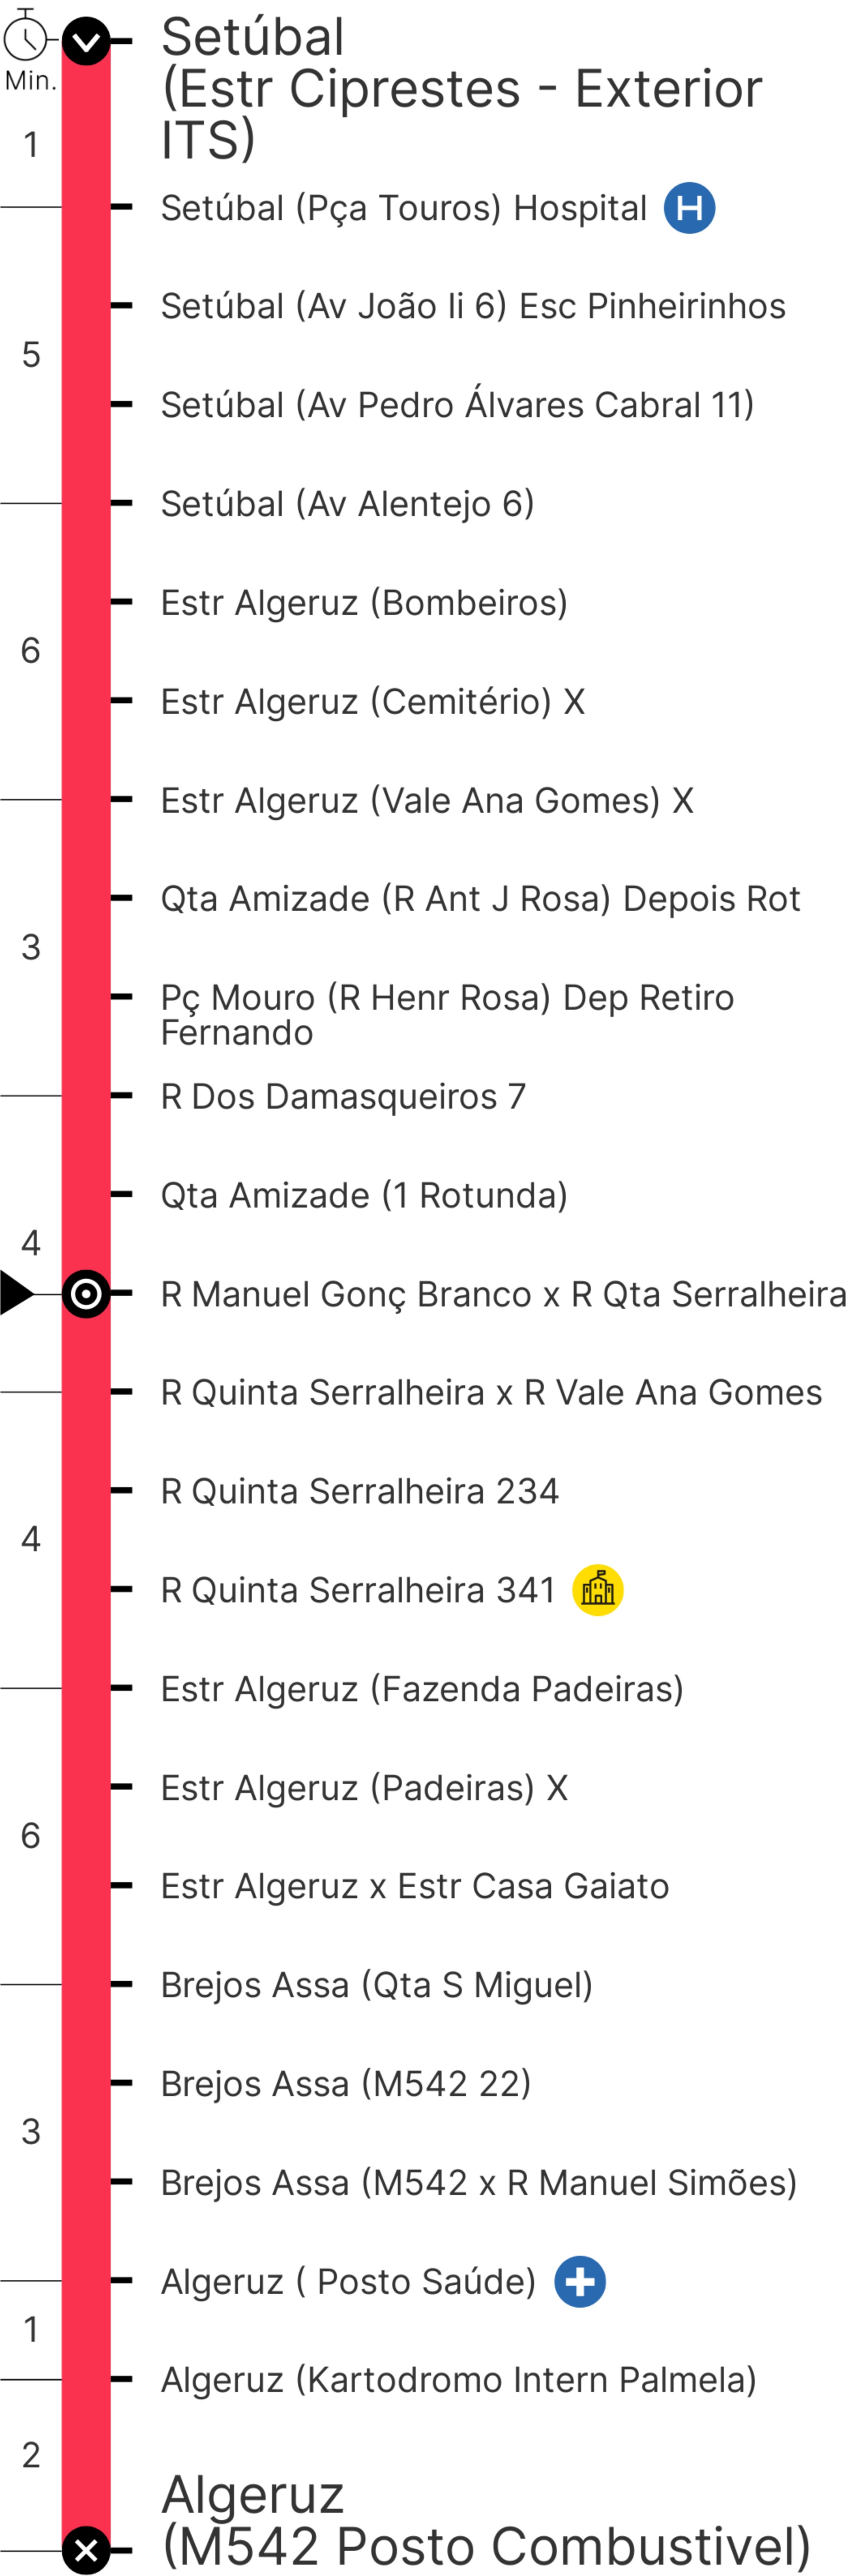 Setúbal
(Estr Ciprestes - Exterior
ITS)
Min.
1
Setúbal (Pça Touros) Hospital H
Setúbal (Av João Ii 6) Esc Pinheirinhos
5
Setúbal (Av Pedro Álvares Cabral 11)
Setúbal (Av Alentejo 6)
Estr Algeruz (Bombeiros)
6
Estr Algeruz (Cemitério) X
Estr Algeruz (Vale Ana Gomes) X
Qta Amizade (R Ant J Rosa) Depois Rot
3
Pç Mouro (R Henr Rosa) Dep Retiro
Fernando
R Dos Damasqueiros 7
Qta Amizade (1 Rotunda)
4
R Manuel Gonç Branco x R Qta Serralheira
R Quinta Serralheira x R Vale Ana Gomes
R Quinta Serralheira 234
4
R Quinta Serralheira 341
Estr Algeruz (Fazenda Padeiras)
Estr Algeruz (Padeiras) X
6
Estr Algeruz x Estr Casa Gaiato
Brejos Assa (Qta S Miguel)
Brejos Assa (M542 22)
3
Brejos Assa (M542 x R Manuel Simões)
Algeruz ( Posto Saúde)
1
Algeruz (Kartodromo Intern Palmela)
2
Algeruz
(M542 Posto Combustivel)